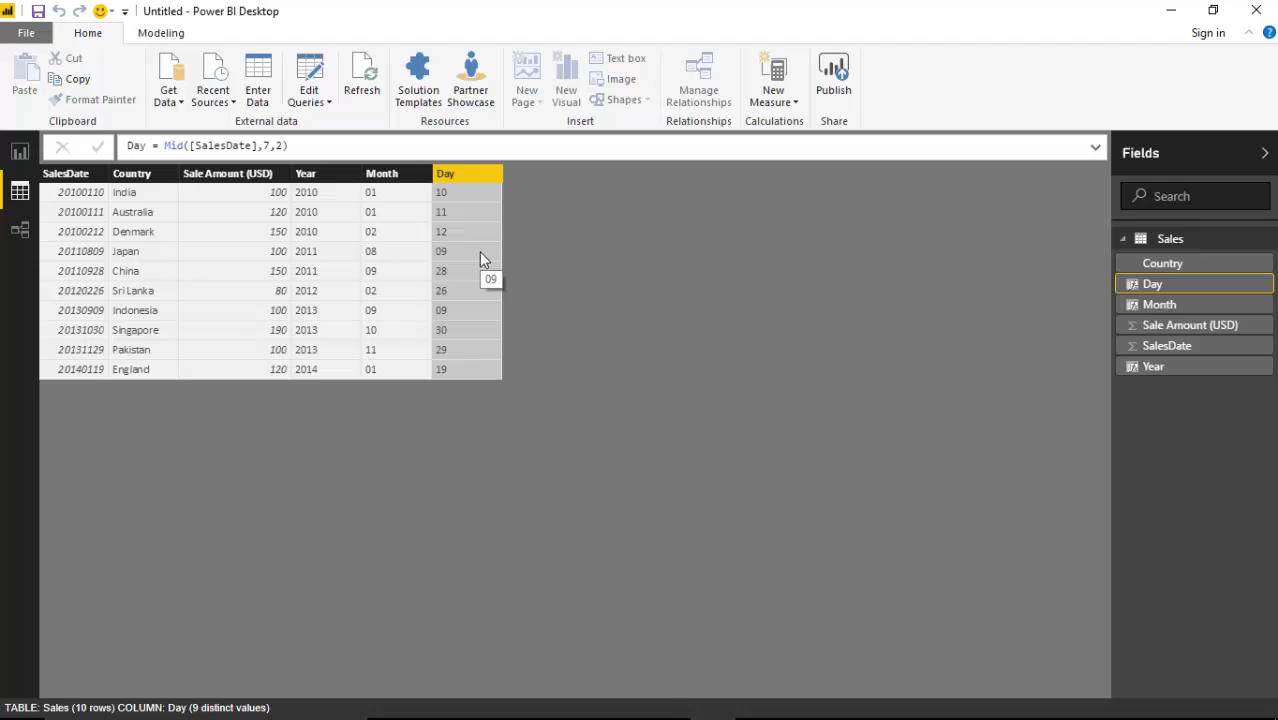 Untitled - Power BI Desktop
File Home Modeling Sign in
Paste Cut Copy Format Painter
Get Data Recent Sources Enter Data Edit Queries Refresh
Solution Templates Partner Showcase
New Page New Visual Text box Image Shapes
Manage Relationships New Measure Publish
Clipboard External data Resources Insert Relationships Calculations Share
Day = Mid([SalesDate],7,2)
SalesDate Country Sale Amount (USD) Year Month Day
20100110 India 100 2010 01 10
20100111 Australia 120 2010 01 11
20100212 Denmark 150 2010 02 12
20110809 Japan 100 2011 08 09
20110928 China 150 2011 09 28
09
20120226 Sri Lanka 80 2012 02 26
20130909 Indonesia 100 2013 09 09
20131030 Singapore 190 2013 10 30
20131129 Pakistan 100 2013 11 29
20140119 England 120 2014 01 19
Fields
Search
Sales
Country
Day
Month
Sale Amount (USD)
SalesDate
Year
TABLE: Sales (10 rows) COLUMN: Day (9 distinct values)